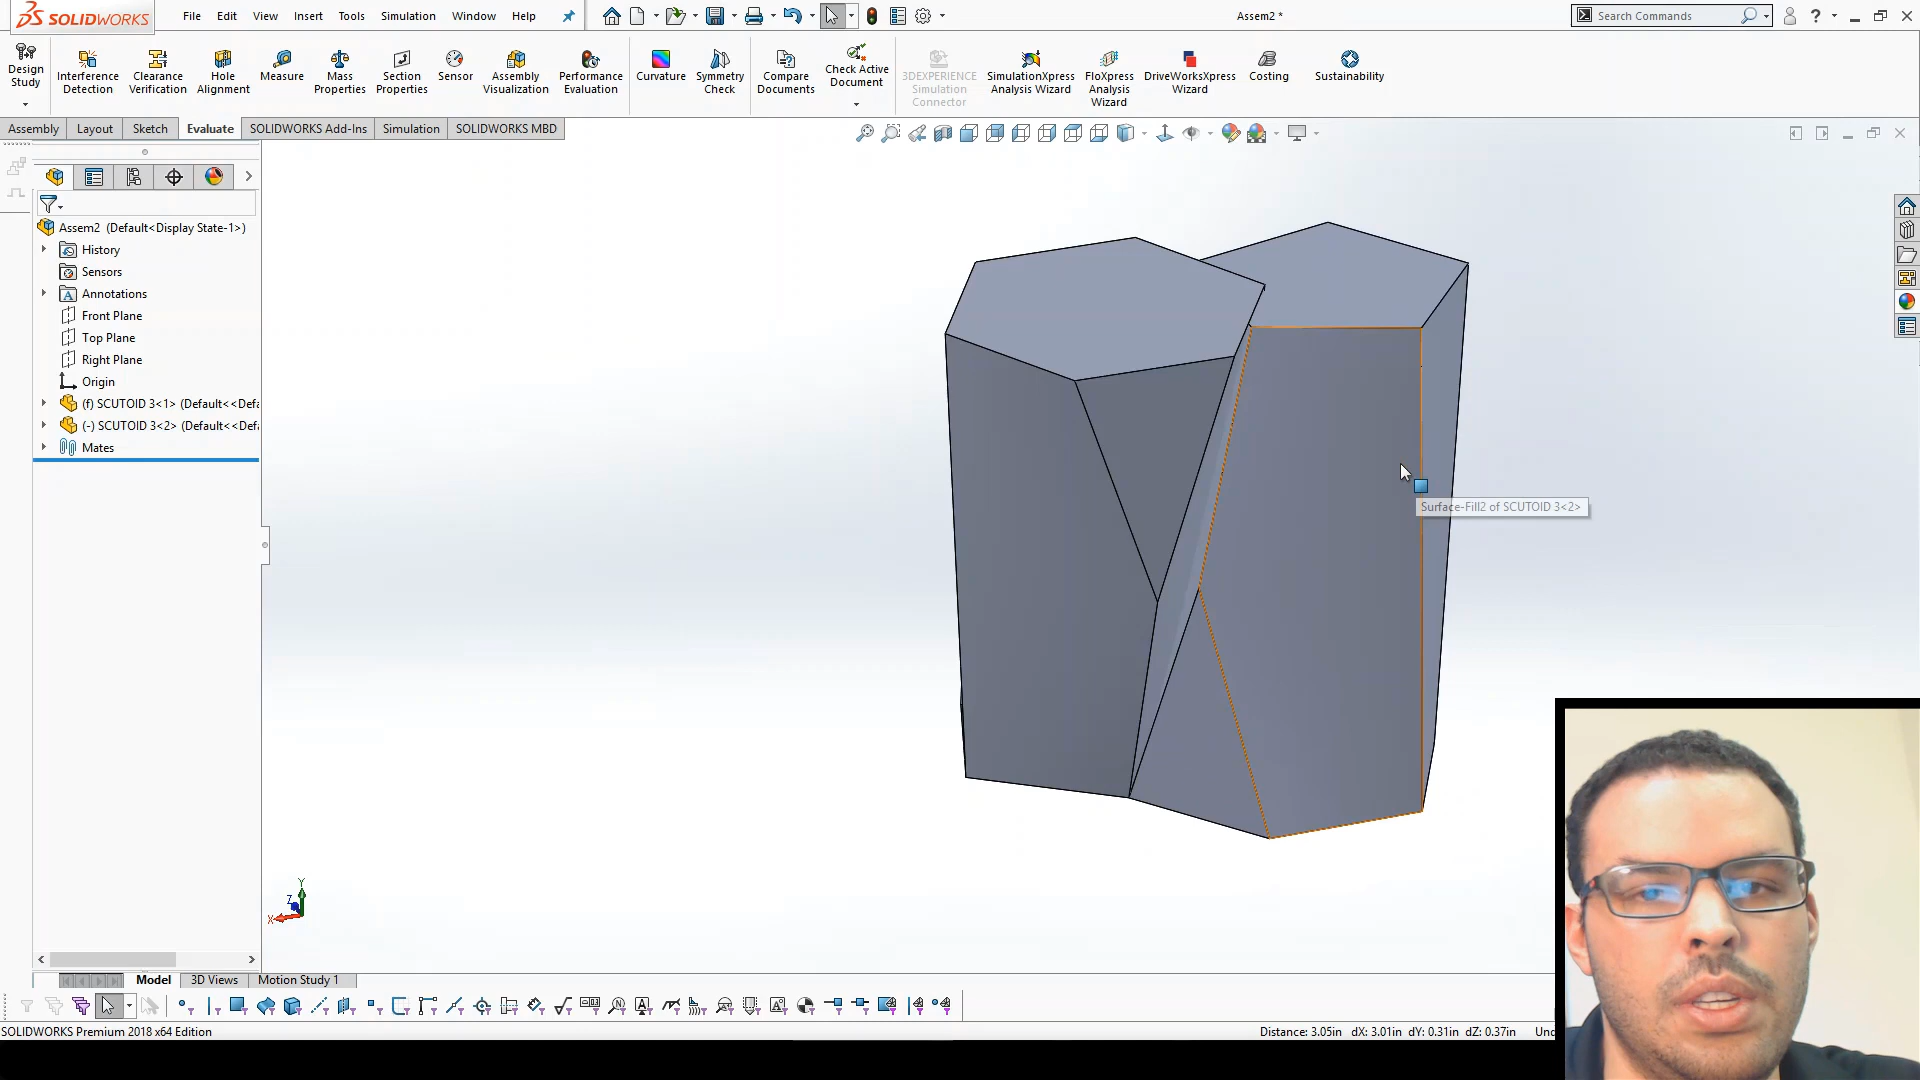 SOLIDWORKS File Edit View Insert Tools Simulation Window Help Assem2 * Search Commands ?
Design Study
Interference Detection
Clearance Verification
Hole Alignment
Measure
Mass Properties
Section Properties
Sensor
Assembly Visualization
Performance Evaluation
Curvature
Symmetry Check
Compare Documents
Check Active Document
3DEXPERIENCE Simulation Connector
SimulationXpress Analysis Wizard
FloXpress Analysis Wizard
DriveWorksXpress Wizard
Costing
Sustainability
Assembly Layout Sketch Evaluate SOLIDWORKS Add-Ins Simulation SOLIDWORKS MBD
Assem2 (Default<Display State-1>)
History
Sensors
Annotations
Front Plane
Top Plane
Right Plane
Origin
(f) SCUTOID 3<1> (Default<<Defa
(-) SCUTOID 3<2> (Default<<Defa
Mates
Surface-Fill2 of SCUTOID 3<2>
Y
Z
X
Model 3D Views Motion Study 1
SOLIDWORKS Premium 2018 x64 Edition Distance: 3.05in dX: 3.01in dY: 0.31in dZ: 0.37in Und